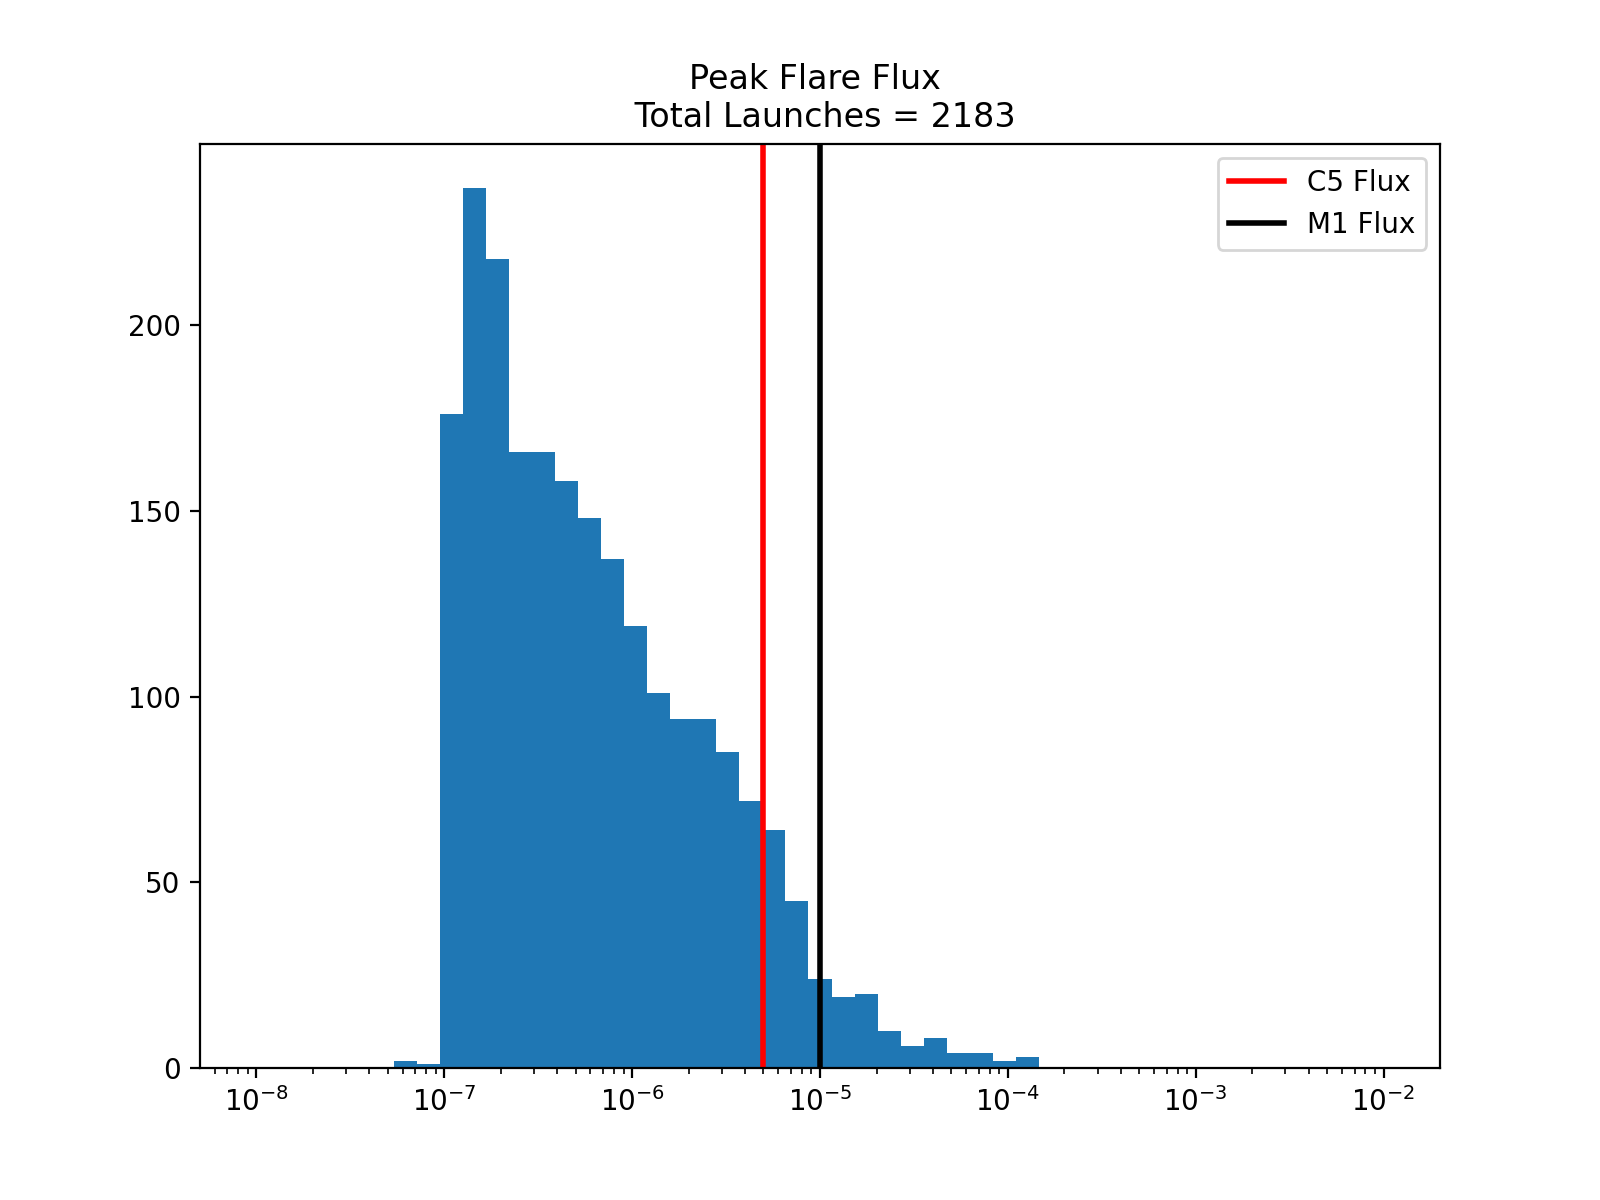 Peak Flare Flux
Total Launches = 2183
C5 Flux
M1 Flux
200
150
100
50
0
10⁻⁸ 10⁻⁷ 10⁻⁶ 10⁻⁵ 10⁻⁴ 10⁻³ 10⁻²